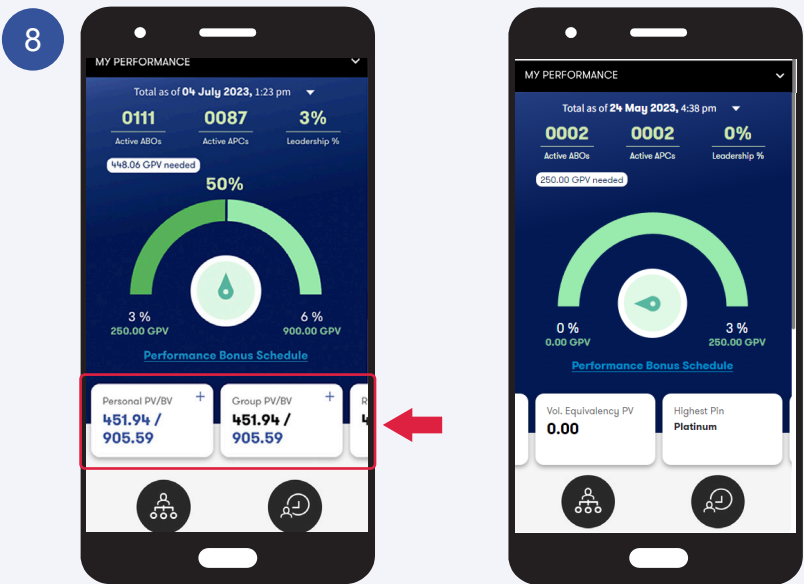 8
MY PERFORMANCE
Total as of 04 July 2023, 1:23 pm
0111 0087 3%
Active ABOs Active APCs Leadership %
448.06 GPV needed
50%
3 % 6 %
250.00 GPV 900.00 GPV
Performance Bonus Schedule
Personal PV/BV + Group PV/BV + R
451.94 / 451.94 / 4
905.59 905.59
MY PERFORMANCE
Total as of 24 May 2023, 4:38 pm
0002 0002 0%
Active ABOs Active APCs Leadership %
250.00 GPV needed
0 % 3 %
0.00 GPV 250.00 GPV
Performance Bonus Schedule
Vol. Equivalency PV Highest Pin
0.00 Platinum